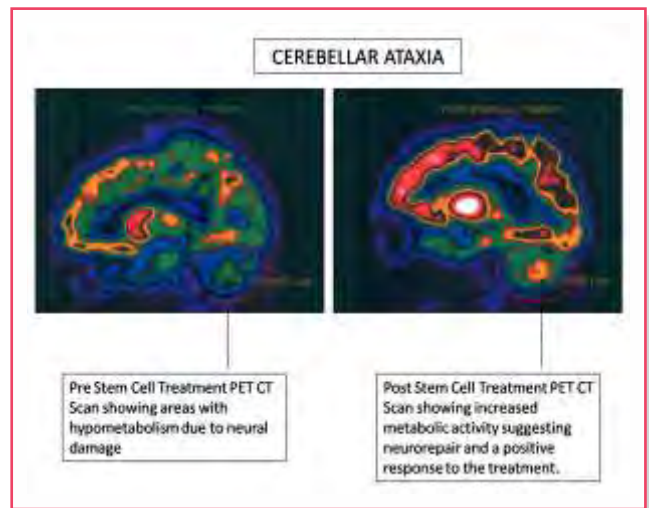 CEREBELLAR ATAXIA
Pre Stem Cell Treatment PET CT
Scan showing areas with
hypometabolism due to neural
damage
Post Stem Cell Treatment PET CT
Scan showing increased
metabolic activity suggesting
neurorepair and a positive
response to the treatment.